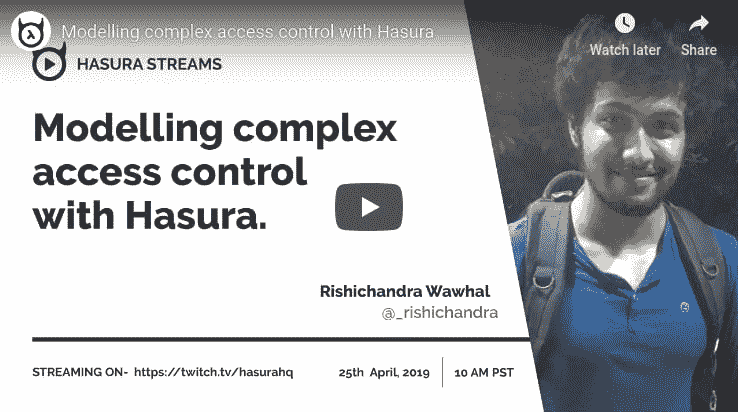 Modelling complex access control with Hasura
Watch later
Share
HASURA STREAMS
Modelling complex
access control
with Hasura.
Rishichandra Wawhal
@_rishichandra
STREAMING ON- https://twitch.tv/hasurahq
25th April, 2019
10 AM PST